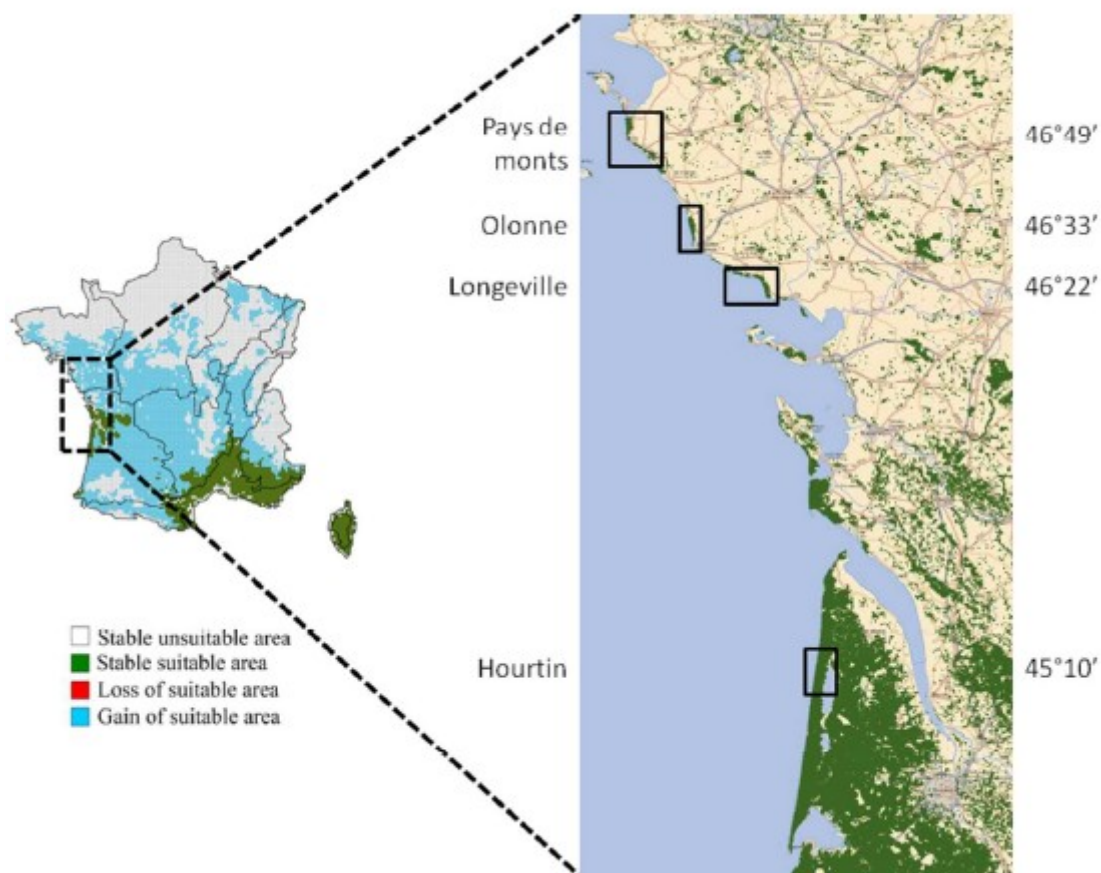 Pays de
monts
46°49'
Olonne
46°33'
Longeville
46°22'
Stable unsuitable area
Stable suitable area
Loss of suitable area
Gain of suitable area
Hourtin
45°10'